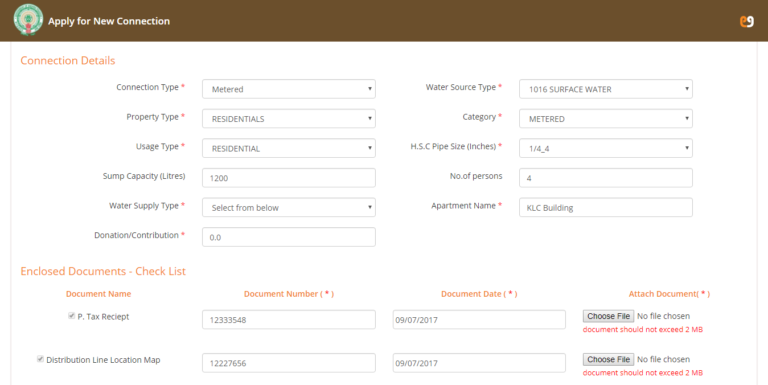 Apply for New Connection
Connection Details
Connection Type * Metered Water Source Type * 1016 SURFACE WATER
Property Type * RESIDENTIALS Category * METERED
Usage Type * RESIDENTIAL H.S.C Pipe Size (Inches) * 1/4_4
Sump Capacity (Litres) 1200 No.of persons 4
Water Supply Type * Select from below Apartment Name * KLC Building
Donation/Contribution * 0.0
Enclosed Documents - Check List
Document Name Document Number ( * ) Document Date ( * ) Attach Document( * )
P. Tax Reciept 12333548 09/07/2017 Choose File No file chosen
document should not exceed 2 MB
Distribution Line Location Map 12227656 09/07/2017 Choose File No file chosen
document should not exceed 2 MB